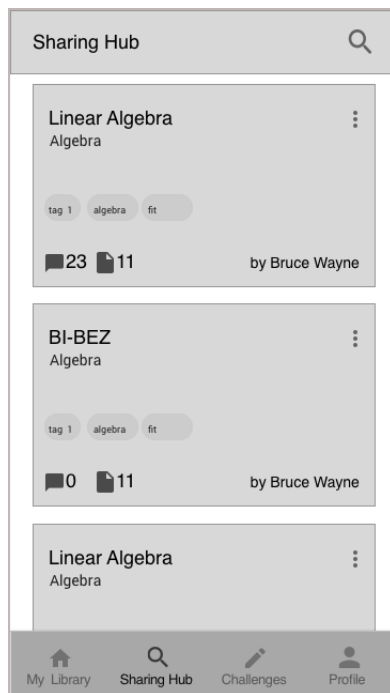 Sharing Hub
Linear Algebra
Algebra
tag 1 algebra fit
23 11 by Bruce Wayne
BI-BEZ
Algebra
tag 1 algebra fit
0 11 by Bruce Wayne
Linear Algebra
Algebra
My Library Sharing Hub Challenges Profile